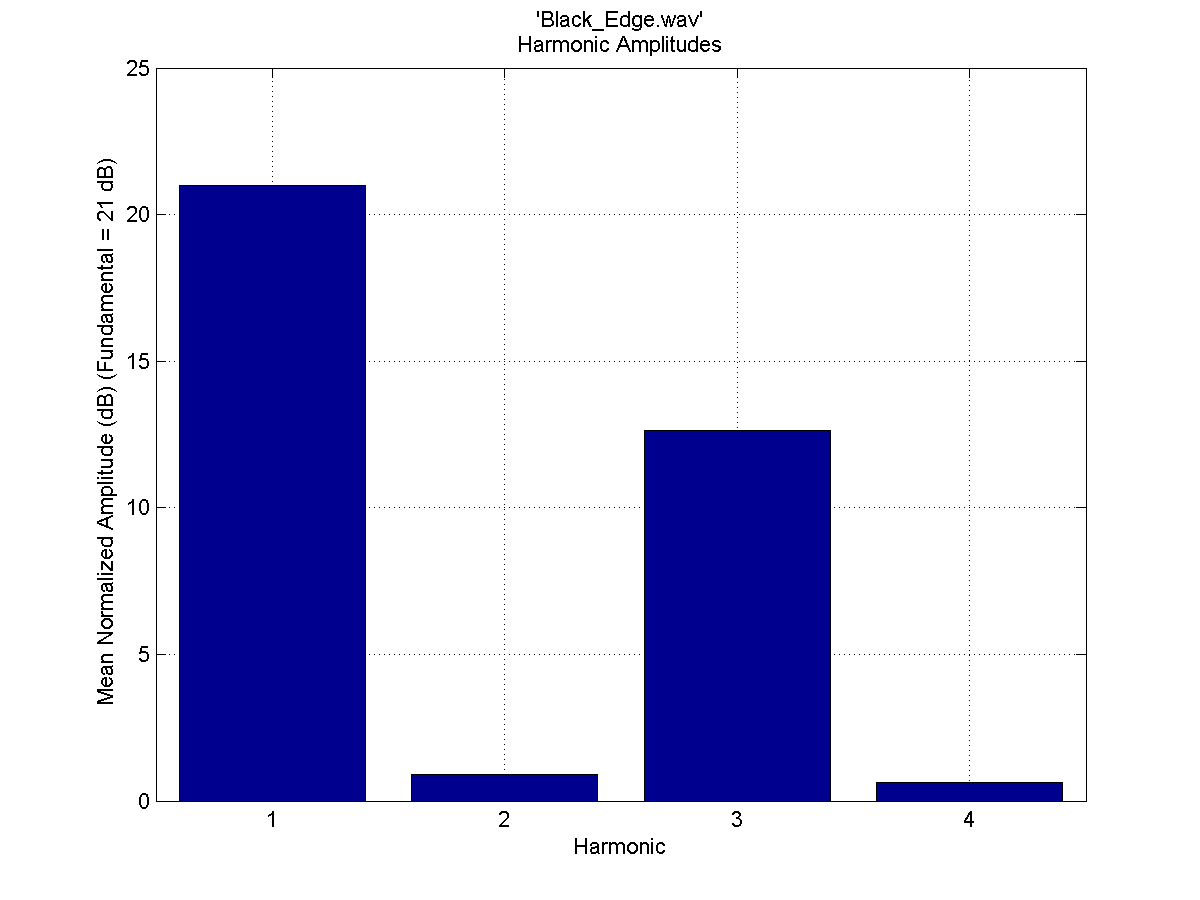 'Black_Edge.wav'
Harmonic Amplitudes
Mean Normalized Amplitude (dB) (Fundamental = 21 dB)
25
20
15
10
5
0
1 2 3 4
Harmonic